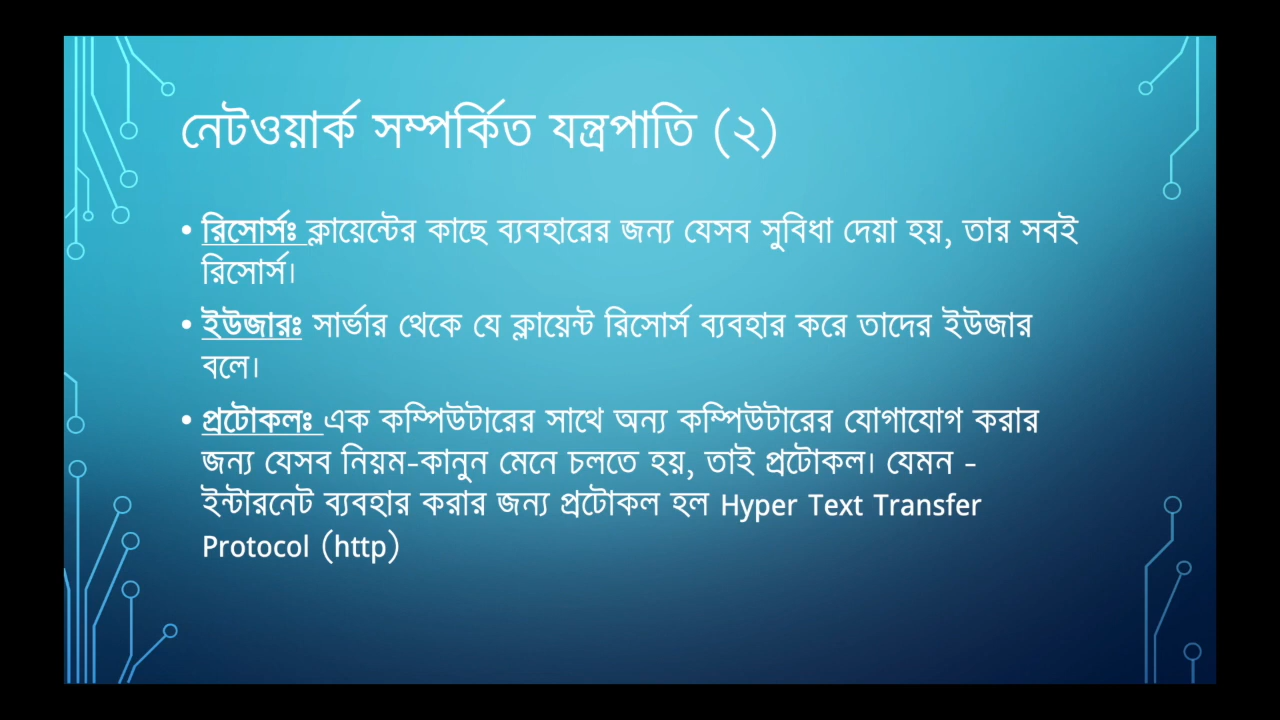 নেটওয়ার্ক সম্পর্কিত যন্ত্রপাতি (২)
• রিসোর্সঃ ক্লায়েন্টের কাছে ব্যবহারের জন্য যেসব সুবিধা দেয়া হয়, তার সবই
রিসোর্স।
• ইউজারঃ সার্ভার থেকে যে ক্লায়েন্ট রিসোর্স ব্যবহার করে তাদের ইউজার
বলে।
• প্রটোকলঃ এক কম্পিউটারের সাথে অন্য কম্পিউটারের যোগাযোগ করার
জন্য যেসব নিয়ম-কানুন মেনে চলতে হয়, তাই প্রটোকল। যেমন -
ইন্টারনেট ব্যবহার করার জন্য প্রটোকল হল Hyper Text Transfer
Protocol (http)